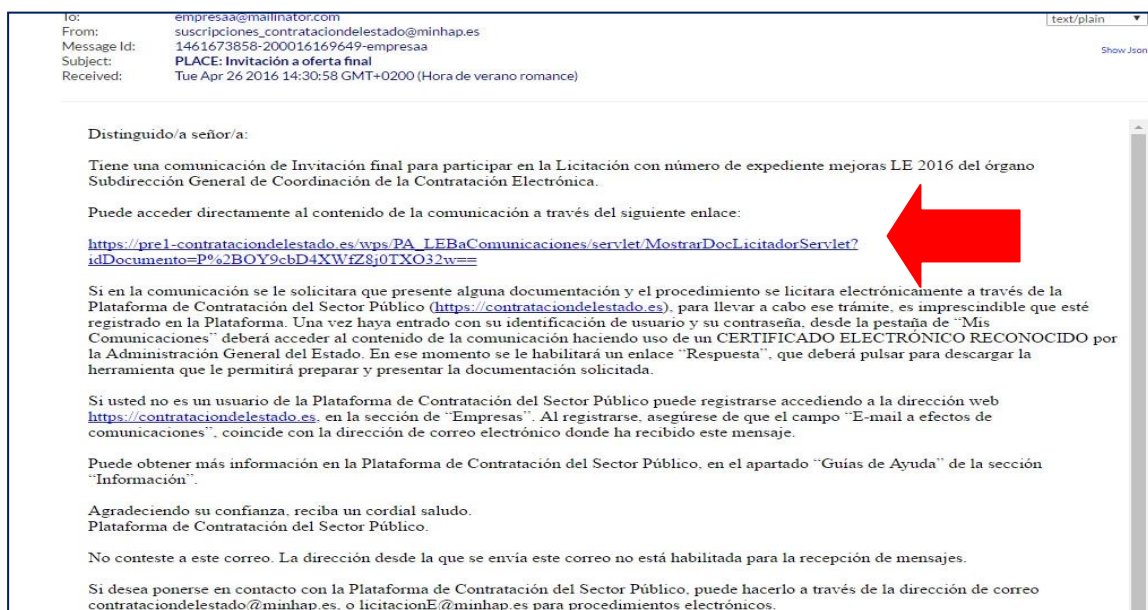 To: empresaa@mailinator.com
text/plain
From: suscripciones_contrataciondelestado@minhap.es
Message Id: 1461673858-200016169649-empresaa
Show Json
Subject: PLACE: Invitación a oferta final
Received: Tue Apr 26 2016 14:30:58 GMT+0200 (Hora de verano romance)
Distinguido/a señor/a:
Tiene una comunicación de Invitación final para participar en la Licitación con número de expediente mejoras LE 2016 del órgano
Subdirección General de Coordinación de la Contratación Electrónica.
Puede acceder directamente al contenido de la comunicación a través del siguiente enlace:
https://pre1-contrataciondelestado.es/wps/PA_LEBaComunicaciones/servlet/MostrarDocLicitadorServlet?
idDocumento=P%2BOY9cbD4XWfZ8j0TXO32w==
Si en la comunicación se le solicitara que presente alguna documentación y el procedimiento se licitara electrónicamente a través de la
Plataforma de Contratación del Sector Público (https://contrataciondelestado.es), para llevar a cabo ese trámite, es imprescindible que esté
registrado en la Plataforma. Una vez haya entrado con su identificación de usuario y su contraseña, desde la pestaña de “Mis
Comunicaciones” deberá acceder al contenido de la comunicación haciendo uso de un CERTIFICADO ELECTRÓNICO RECONOCIDO por
la Administración General del Estado. En ese momento se le habilitará un enlace “Respuesta”, que deberá pulsar para descargar la
herramienta que le permitirá preparar y presentar la documentación solicitada.
Si usted no es un usuario de la Plataforma de Contratación del Sector Público puede registrarse accediendo a la dirección web
https://contrataciondelestado.es, en la sección de “Empresas”. Al registrarse, asegúrese de que el campo “E-mail a efectos de
comunicaciones”, coincide con la dirección de correo electrónico donde ha recibido este mensaje.
Puede obtener más información en la Plataforma de Contratación del Sector Público, en el apartado “Guías de Ayuda” de la sección
“Información”.
Agradeciendo su confianza, reciba un cordial saludo.
Plataforma de Contratación del Sector Público.
No conteste a este correo. La dirección desde la que se envía este correo no está habilitada para la recepción de mensajes.
Si desea ponerse en contacto con la Plataforma de Contratación del Sector Público, puede hacerlo a través de la dirección de correo
contrataciondelestado@minhap.es, o licitacionE@minhap.es para procedimientos electrónicos.